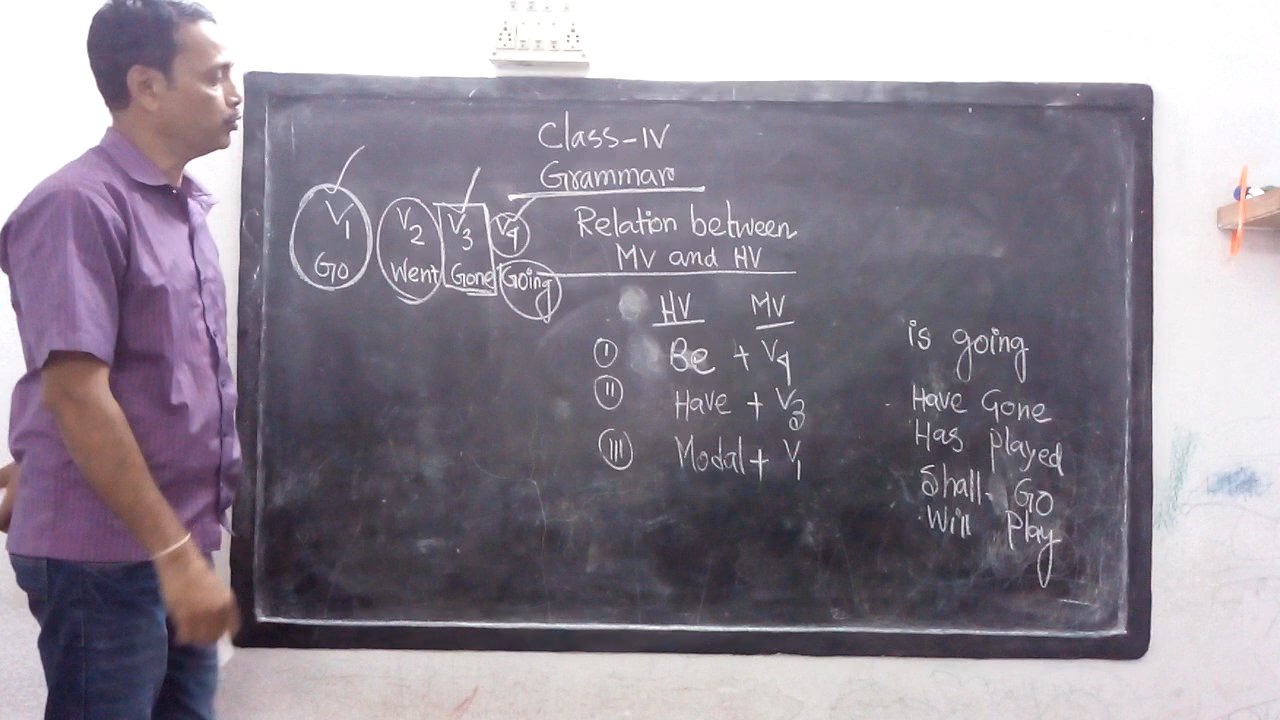 Class-IV
Grammar
V1 V2 V3 V4
Go Went Gone Going
Relation between
MV and HV
HV MV
I Be + V4
II Have + V3
III Modal + V1
is going
Have Gone
Has played
Shall- Go
Will Play